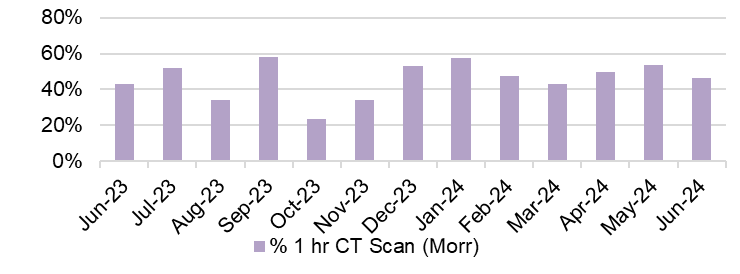 80%
60%
40%
20%
0%
Jun-23
Jul-23
Aug-23
Sep-23
Oct-23
Nov-23
Dec-23
Jan-24
Feb-24
Mar-24
Apr-24
May-24
Jun-24
% 1 hr CT Scan (Morr)